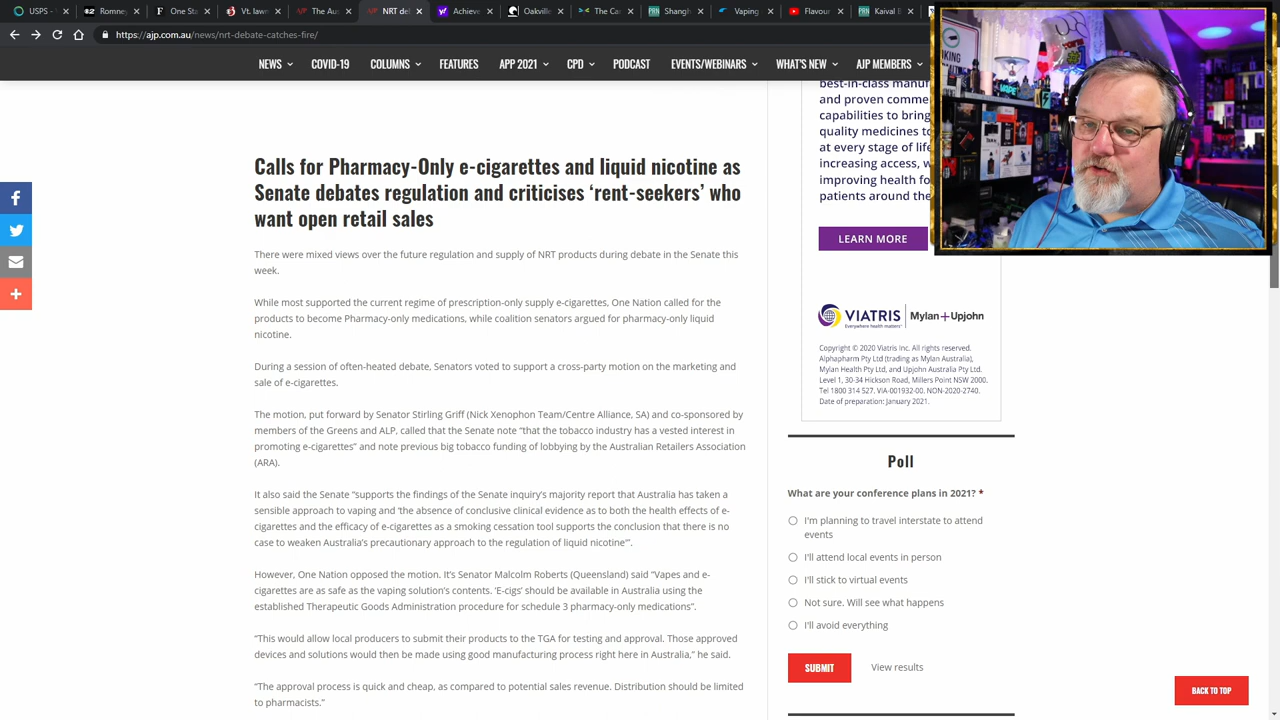 USPS -
Electronic
NRT d
The Ca
PRN
AJP
https://ajp.com.au/news/nrt-debate-catches-fire/
NEWS
COVID-19
COLUMNS
FEATURES
APP 2021
CPD
PODCAST
EVENTS/WEBINARS
WHAT'S NEW
AJP MEMBERS
best-in-class manu
and proven comme
capabilities to bring
quality medicines to
at every stage of life
increasing access, w
improving health fo
patients around the
LEARN MORE
VIATRIS
Everywhere health matters
Mylan+Upjohn
Copyright © 2020 Viatris Inc. All rights reserved.
Alphapharm Pty Ltd (trading as Mylan Australia),
Mylan Health Pty Ltd, and Upjohn Australia Pty Ltd.
Level 1, 30-34 Hickson Road, Millers Point NSW 2000.
Tel 1800 314 527. VIA-001932-00. NON-2020-2740.
Date of preparation: January 2021.
Calls for Pharmacy-Only e-cigarettes and liquid nicotine as
Senate debates regulation and criticises ‘rent-seekers’ who
want open retail sales
There were mixed views over the future regulation and supply of NRT products during debate in the Senate this
week.
While most supported the current regime of prescription-only supply e-cigarettes, One Nation called for the
products to become Pharmacy-only medications, while coalition senators argued for pharmacy-only liquid
nicotine.
During a session of often-heated debate, Senators voted to support a cross-party motion on the marketing and
sale of e-cigarettes.
The motion, put forward by Senator Stirling Griff (Nick Xenophon Team/Centre Alliance, SA) and co-sponsored by
members of the Greens and ALP, called that the Senate note “that the tobacco industry has a vested interest in
promoting e-cigarettes” and note previous big tobacco funding of lobbying by the Australian Retailers Association
(ARA).
It also said the Senate “supports the findings of the Senate inquiry’s majority report that Australia has taken a
sensible approach to vaping and ‘the absence of conclusive clinical evidence as to both the health effects of e-
cigarettes and the efficacy of e-cigarettes as a smoking cessation tool supports the conclusion that there is no
case to weaken Australia’s precautionary approach to the regulation of liquid nicotine’”.
However, One Nation opposed the motion. It’s Senator Malcolm Roberts (Queensland) said “Vapes and e-
cigarettes are as safe as the vaping solution’s contents. ‘E-cigs’ should be available in Australia using the
established Therapeutic Goods Administration procedure for schedule 3 pharmacy-only medications”.
“This would allow local producers to submit their products to the TGA for testing and approval. Those approved
devices and solutions would then be made using good manufacturing process right here in Australia,” he said.
“The approval process is quick and cheap, as compared to potential sales revenue. Distribution should be limited
to pharmacists.”
Poll
What are your conference plans in 2021? *
I'm planning to travel interstate to attend
events
I'll attend local events in person
I'll stick to virtual events
Not sure. Will see what happens
I'll avoid everything
SUBMIT
View results
BACK TO TOP
VAPE